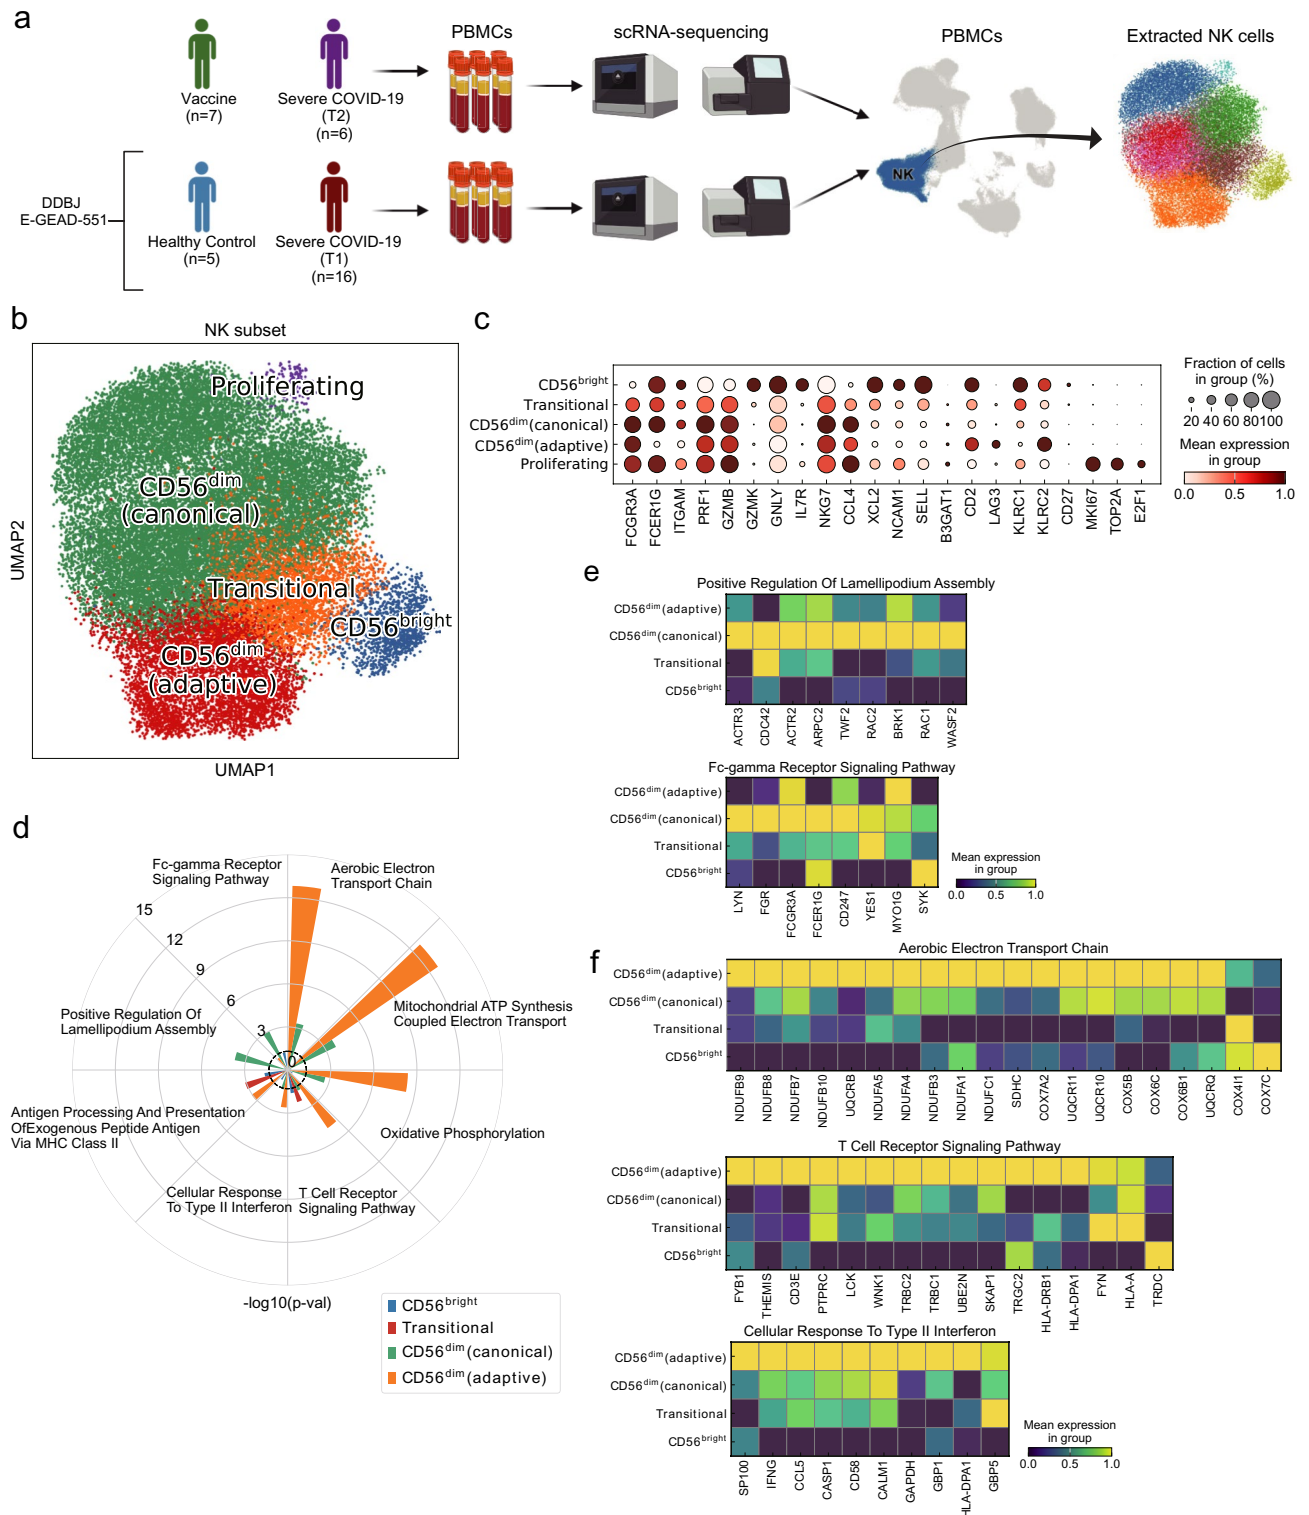 a
Vaccine
(n=7)
Severe COVID-19
(T2)
(n=6)
PBMCs
scRNA-sequencing
PBMCs
Extracted NK cells
NK
DDBJ
E-GEAD-551
Healthy Control
(n=5)
Severe COVID-19
(T1)
(n=16)
b
NK subset
Proliferating
CD56dim
(canonical)
Transitional
CD56bright
CD56dim
(adaptive)
UMAP2
UMAP1
c
CD56bright
Transitional
CD56dim(canonical)
CD56dim(adaptive)
Proliferating
FCGR3A
FCER1G
ITGAM
PRF1
GZMB
GZMK
GNLY
IL7R
NKG7
CCL4
XCL2
NCAM1
SELL
B3GAT1
CD2
LAG3
KLRC1
KLRC2
CD27
MKI67
TOP2A
E2F1
Fraction of cells
in group (%)
20 40 60 80 100
Mean expression
in group
0.0 0.5 1.0
d
Fc-gamma Receptor
Signaling Pathway
Aerobic Electron
Transport Chain
15
12
9
6
3
0
Positive Regulation Of
Lamellipodium Assembly
Mitochondrial ATP Synthesis
Coupled Electron Transport
Antigen Processing And Presentation
OfExogenous Peptide Antigen
Via MHC Class II
Oxidative Phosphorylation
Cellular Response
To Type II Interferon
T Cell Receptor
Signaling Pathway
-log10(p-val)
CD56bright
Transitional
CD56dim(canonical)
CD56dim(adaptive)
e
Positive Regulation Of Lamellipodium Assembly
CD56dim(adaptive)
CD56dim(canonical)
Transitional
CD56bright
ACTR3
CDC42
ACTR2
ARPC2
TWF2
RAC2
BRK1
RAC1
WASF2
Fc-gamma Receptor Signaling Pathway
CD56dim(adaptive)
CD56dim(canonical)
Transitional
CD56bright
LYN
FGR
FCGR3A
FCER1G
CD247
YES1
MYO1G
SYK
Mean expression
in group
0.0 0.5 1.0
f
Aerobic Electron Transport Chain
CD56dim(adaptive)
CD56dim(canonical)
Transitional
CD56bright
NDUFB9
NDUFB8
NDUFB7
NDUFB10
UQCRB
NDUFA5
NDUFA4
NDUFB3
NDUFA1
NDUFC1
SDHC
COX7A2
UQCR11
UQCR10
COX5B
COX6C
COX6B1
UQCRQ
COX4I1
COX7C
T Cell Receptor Signaling Pathway
CD56dim(adaptive)
CD56dim(canonical)
Transitional
CD56bright
FYB1
THEMIS
CD3E
PTPRC
LCK
WNK1
TRBC2
TRBC1
UBE2N
SKAP1
TRGC2
HLA-DRB1
HLA-DPA1
FYN
HLA-A
TRDC
Cellular Response To Type II Interferon
CD56dim(adaptive)
CD56dim(canonical)
Transitional
CD56bright
SP100
IFNG
CCL5
CASP1
CD58
CALM1
GAPDH
GBP1
HLA-DPA1
GBP5
Mean expression
in group
0.0 0.5 1.0